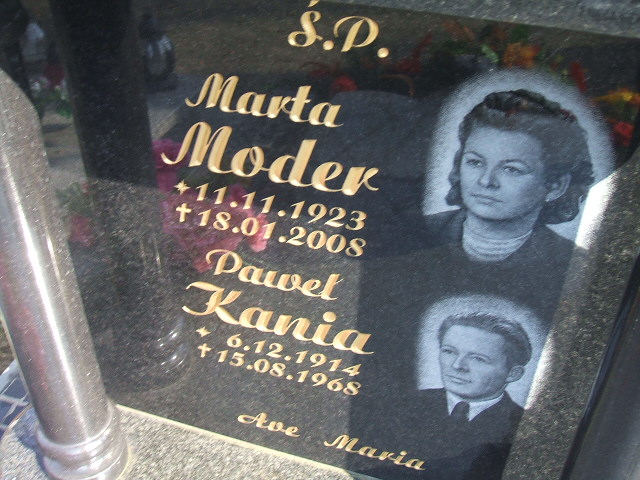 Ś.P.
Marta
Moder
* 11.11.1923
† 18.01.2008
Paweł
Kania
* 6.12.1914
† 15.08.1968
Ave Maria